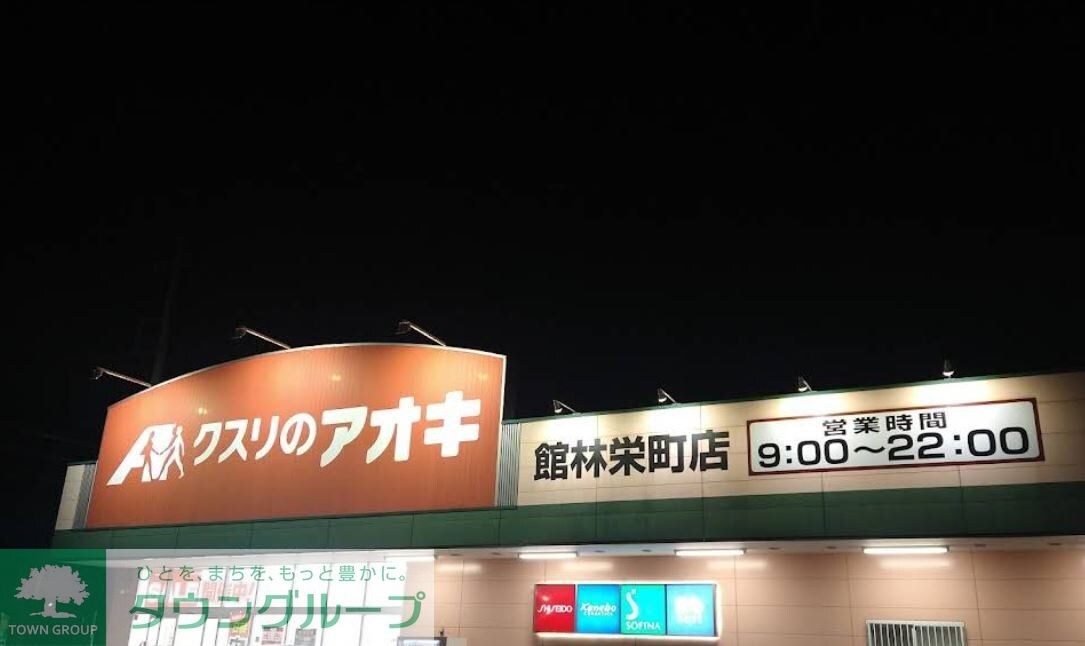 クスリのアオキ
館林栄町店
営業時間
9:00～22:00
SHISEIDO
Kanebo
COSMETICS
S
SOFINA
ひとを、まちを、もっと豊かに。
タウングループ
TOWN GROUP